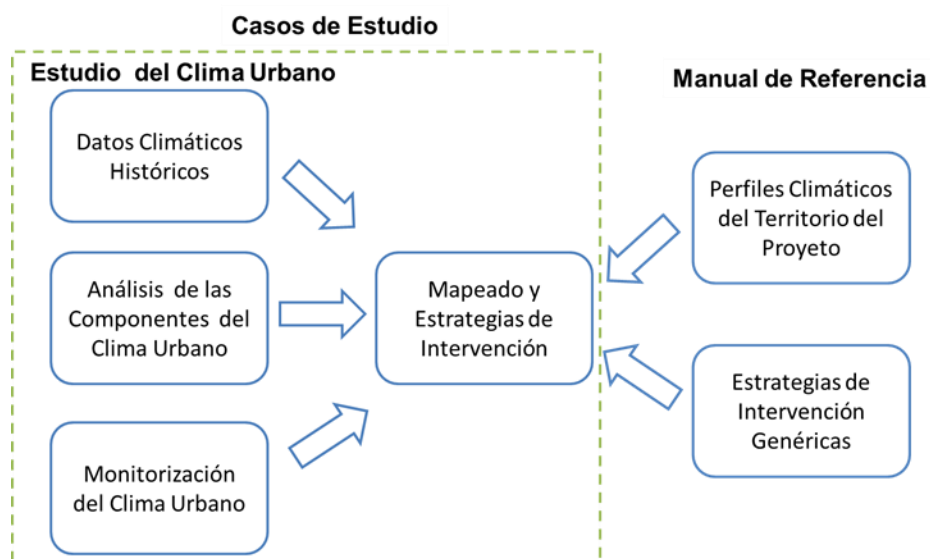 Casos de Estudio
Estudio del Clima Urbano
Manual de Referencia
Datos Climáticos
Históricos
Análisis de las
Componentes del
Clima Urbano
Monitorización
del Clima Urbano
Mapeado y
Estrategias de
Intervención
Perfiles Climáticos
del Territorio del
Proyeto
Estrategias de
Intervención
Genéricas